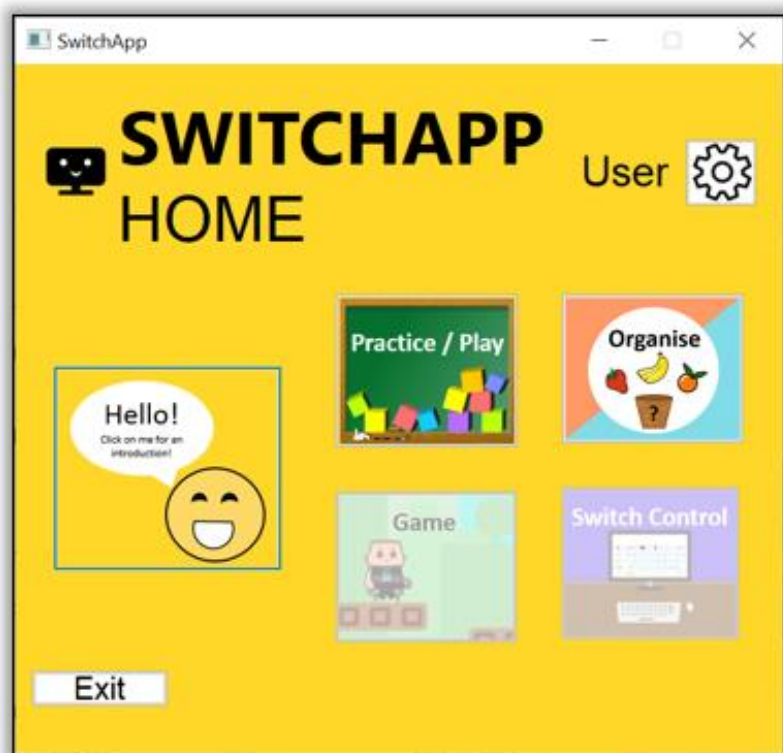 SwitchApp
SWITCHAPP
HOME
User
Practice / Play
Organise
?
Hello!
Click on me for an
introduction!
Game
Switch Control
Exit